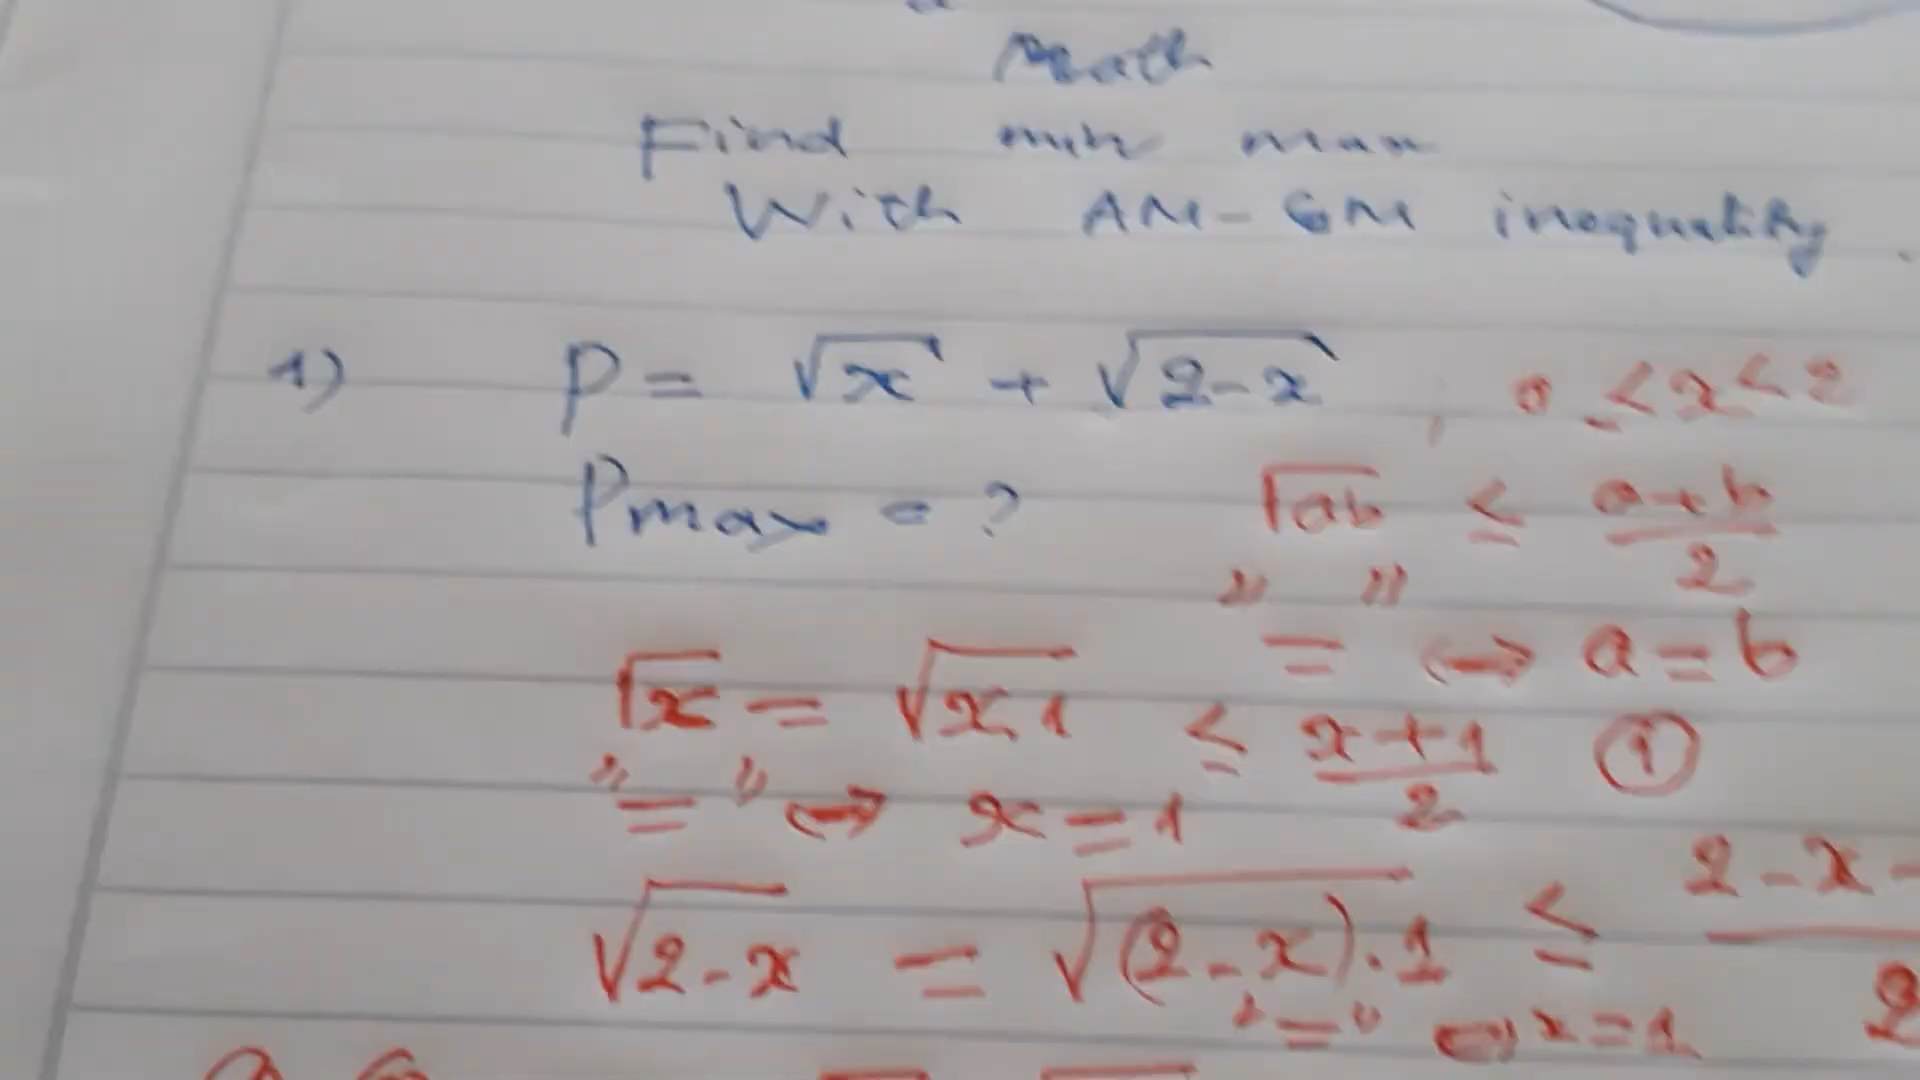 Math
Find min max
With AM-GM inequality.
1) P = √x + √(2-x) , 0 ≤ x ≤ 2
Pmax = ? √ab ≤ (a+b)/2
" = " ⇔ a = b
√x = √x.1 ≤ (x+1)/2 ①
" = " ⇔ x = 1
√(2-x) = √((2-x).1) ≤ (2-x-)/2
" = " ⇔ x = 1